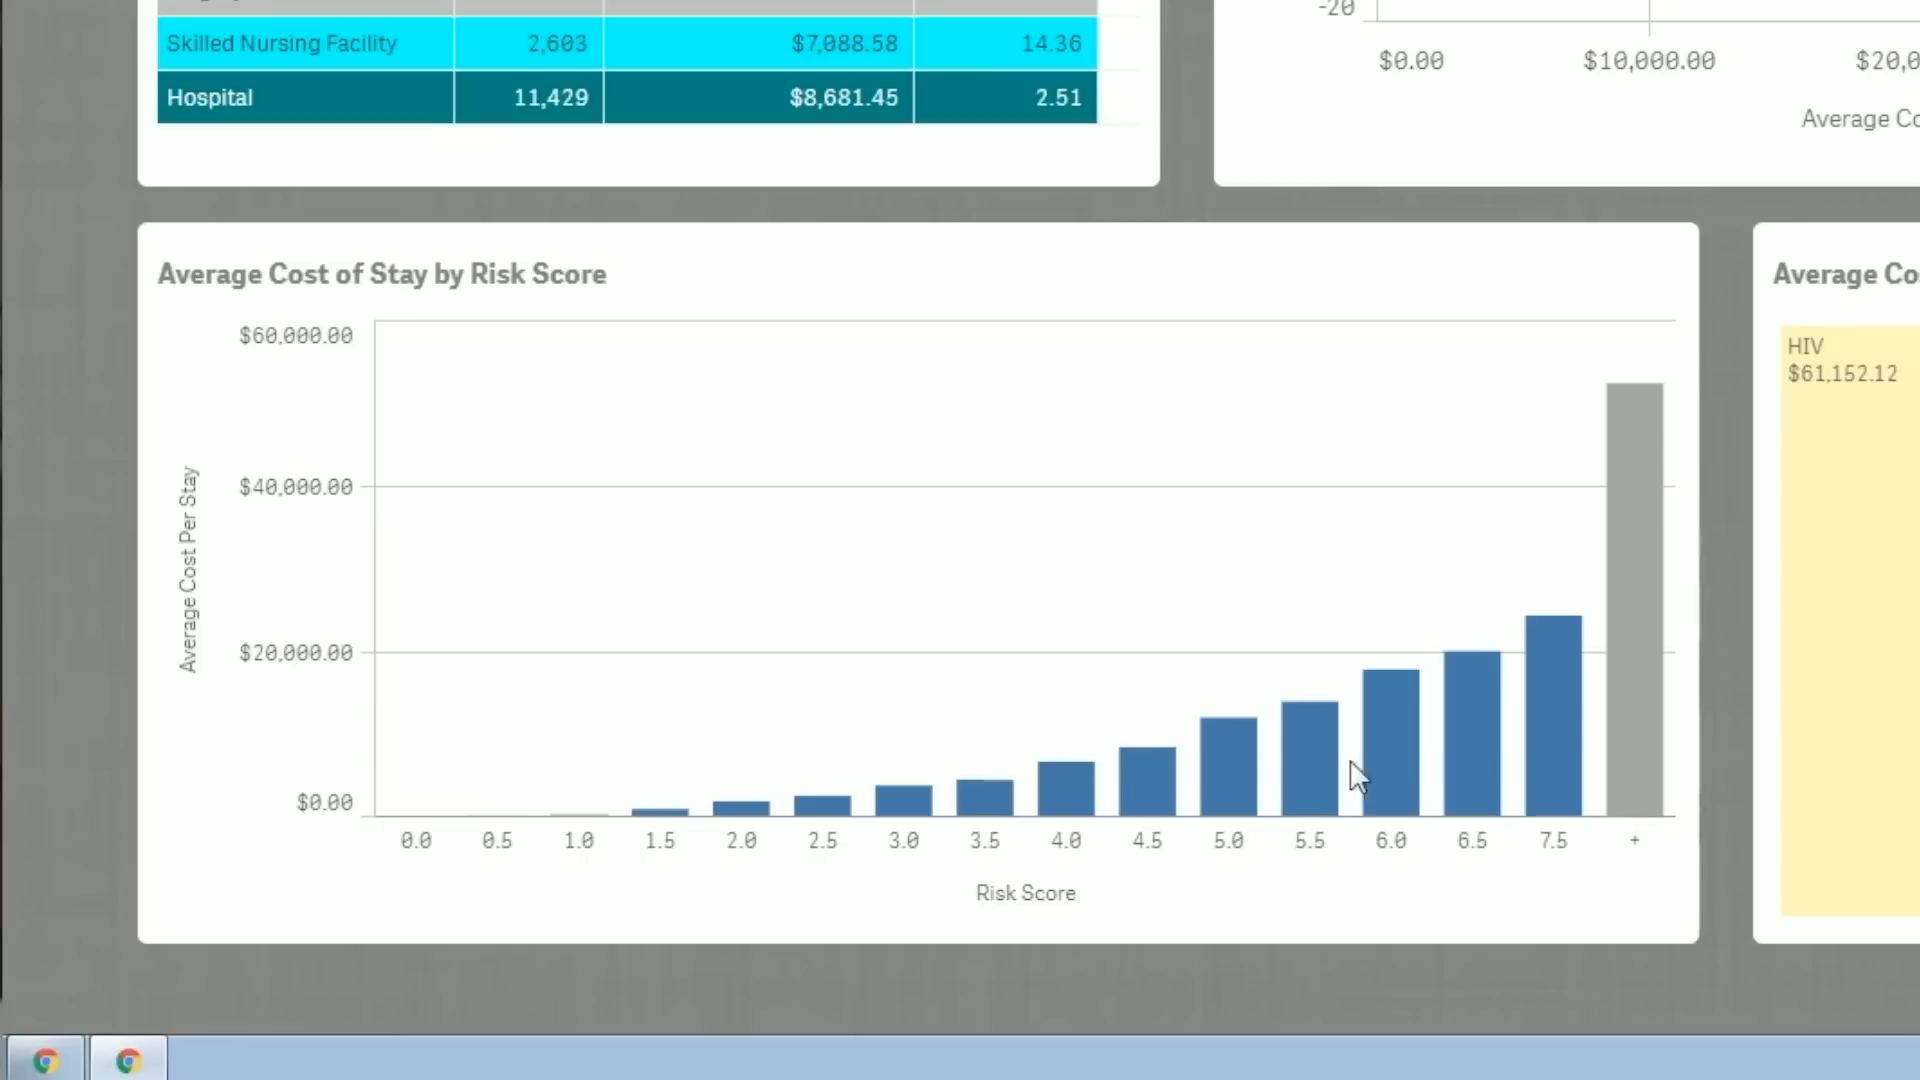 Skilled Nursing Facility 2,603 $7,088.58 14.36
Hospital 11,429 $8,681.45 2.51
-20
$0.00 $10,000.00 $20,0
Average Co
Average Cost of Stay by Risk Score
$60,000.00
$40,000.00
$20,000.00
$0.00
Average Cost Per Stay
0.0 0.5 1.0 1.5 2.0 2.5 3.0 3.5 4.0 4.5 5.0 5.5 6.0 6.5 7.5 +
Risk Score
Average Co
HIV
$61,152.12